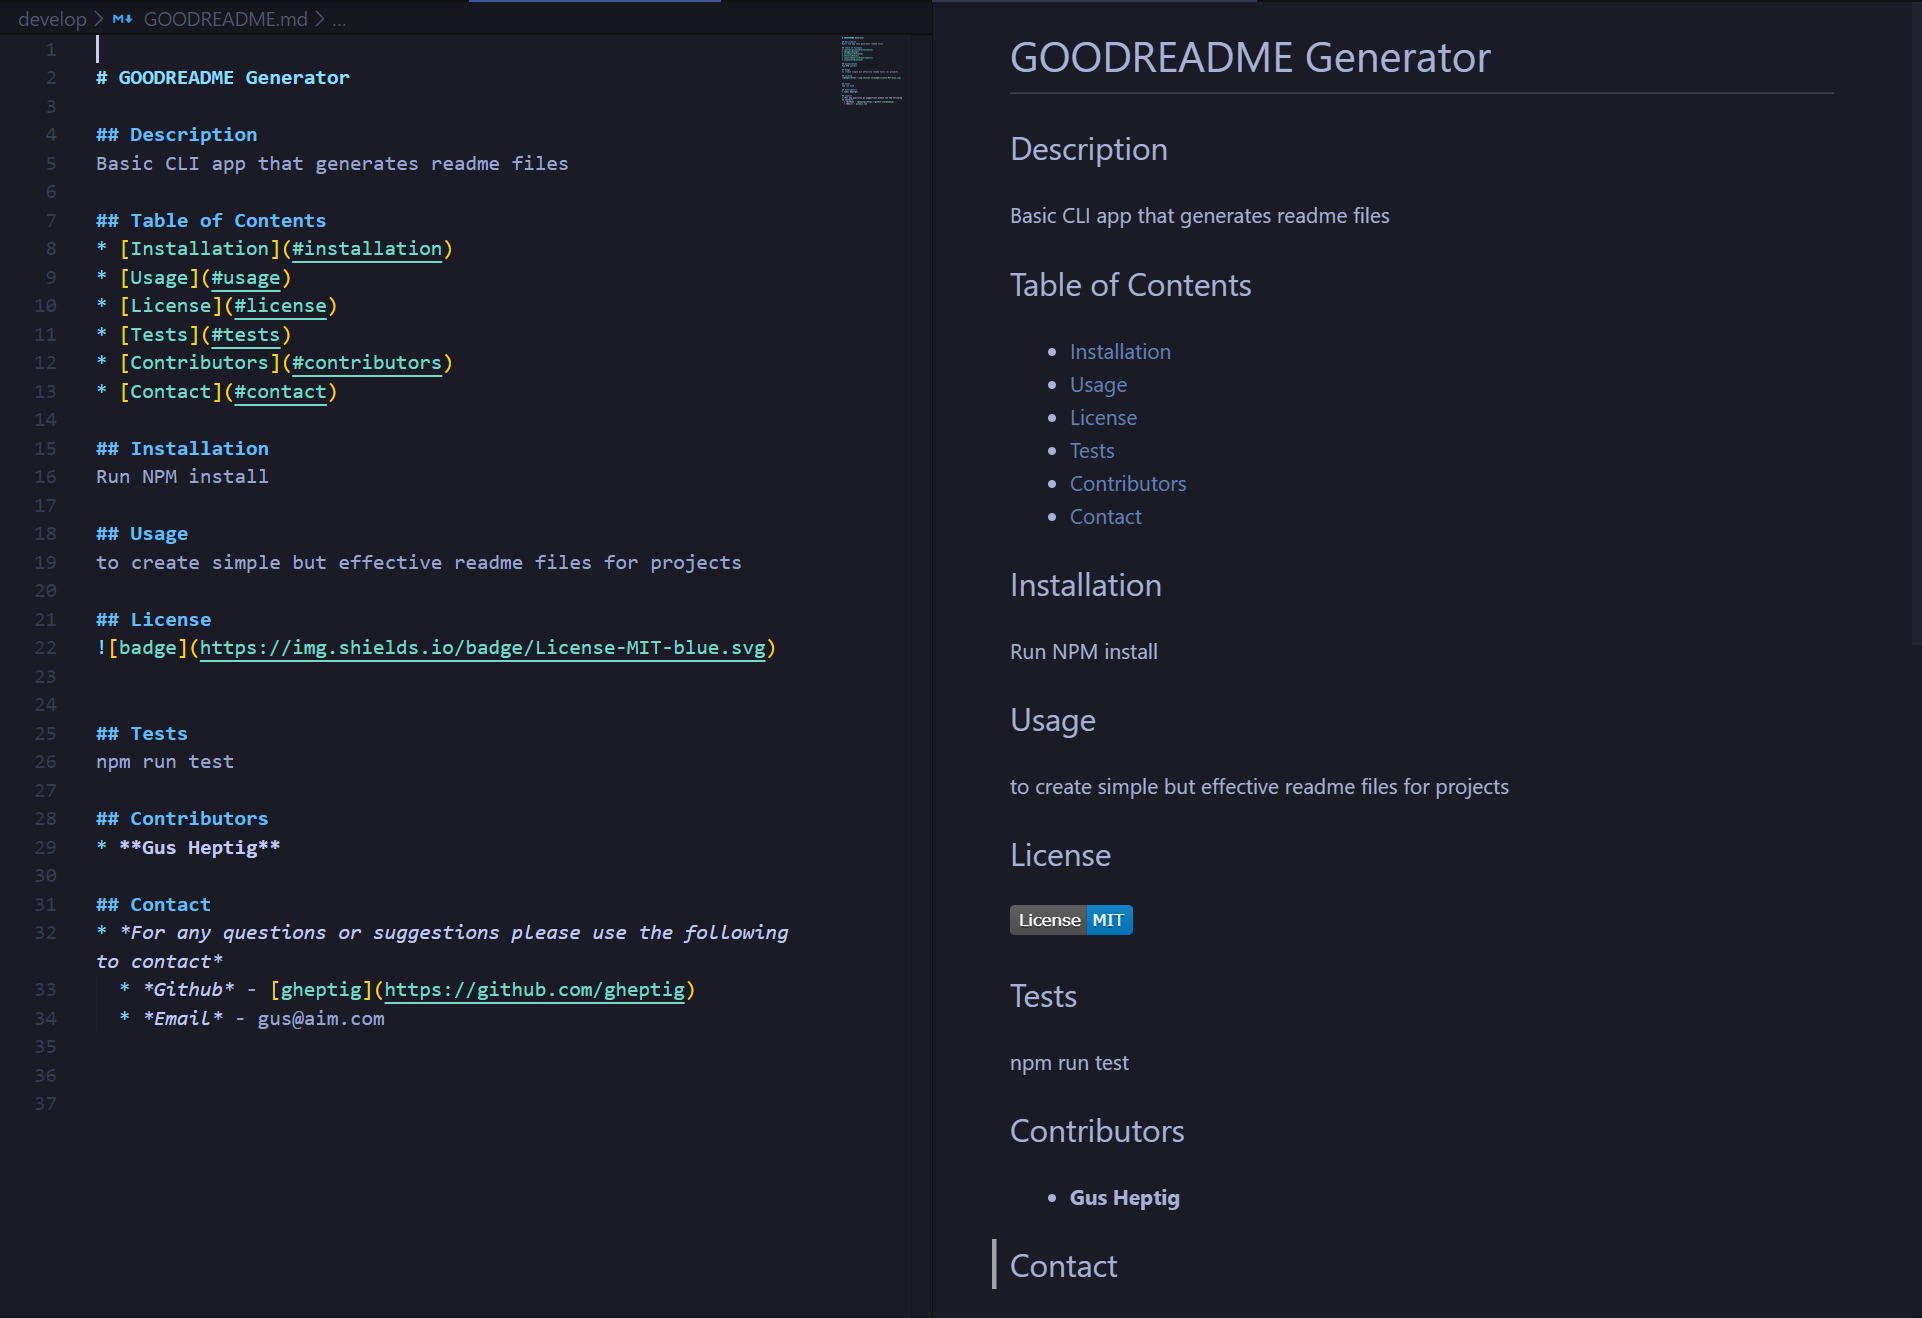 develop > GOODREADME.md > ...
1
2 # GOODREADME Generator
3
4 ## Description
5 Basic CLI app that generates readme files
6
7 ## Table of Contents
8 * [Installation](#installation)
9 * [Usage](#usage)
10 * [License](#license)
11 * [Tests](#tests)
12 * [Contributors](#contributors)
13 * [Contact](#contact)
14
15 ## Installation
16 Run NPM install
17
18 ## Usage
19 to create simple but effective readme files for projects
20
21 ## License
22 ![badge](https://img.shields.io/badge/License-MIT-blue.svg)
23
24
25 ## Tests
26 npm run test
27
28 ## Contributors
29 * **Gus Heptig**
30
31 ## Contact
32 * *For any questions or suggestions please use the following
to contact*
33 * *Github* - [gheptig](https://github.com/gheptig)
34 * *Email* - gus@aim.com
35
36
37
GOODREADME Generator
Description
Basic CLI app that generates readme files
Table of Contents
• Installation
• Usage
• License
• Tests
• Contributors
• Contact
Installation
Run NPM install
Usage
to create simple but effective readme files for projects
License
License MIT
Tests
npm run test
Contributors
• Gus Heptig
Contact